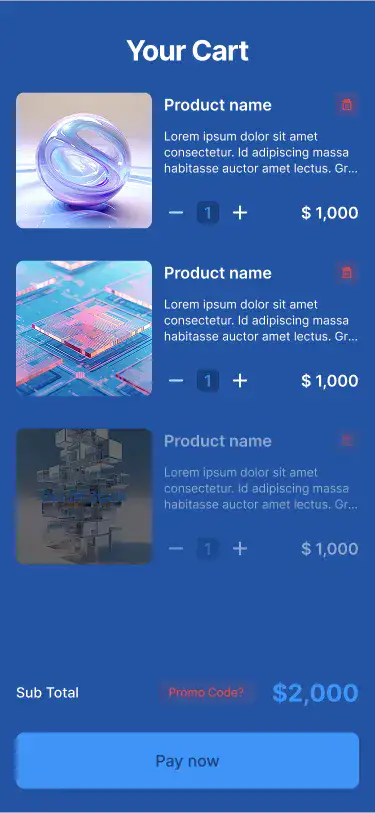 Your Cart
Product name
Lorem ipsum dolor sit amet
consectetur. Id adipiscing massa
habitasse auctor amet lectus. Gr...
1
$ 1,000
Product name
Lorem ipsum dolor sit amet
consectetur. Id adipiscing massa
habitasse auctor amet lectus. Gr...
1
$ 1,000
Product name
Lorem ipsum dolor sit amet
consectetur. Id adipiscing massa
habitasse auctor amet lectus. Gr...
1
$ 1,000
Sub Total
Promo Code?
$2,000
Pay now